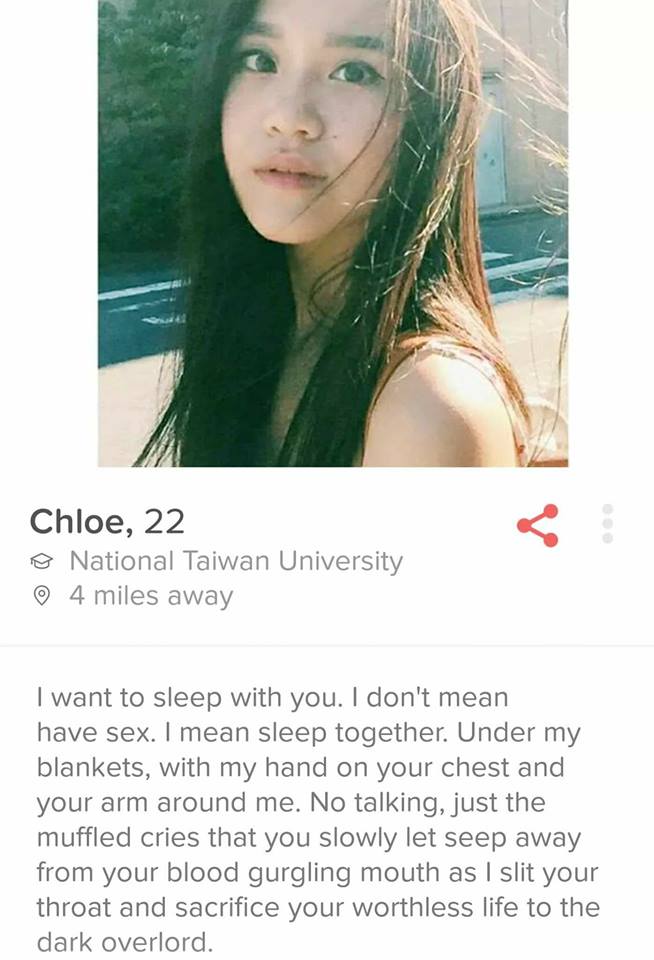 Chloe, 22
National Taiwan University
4 miles away
I want to sleep with you. I don't mean
have sex. I mean sleep together. Under my
blankets, with my hand on your chest and
your arm around me. No talking, just the
muffled cries that you slowly let seep away
from your blood gurgling mouth as I slit your
throat and sacrifice your worthless life to the
dark overlord.